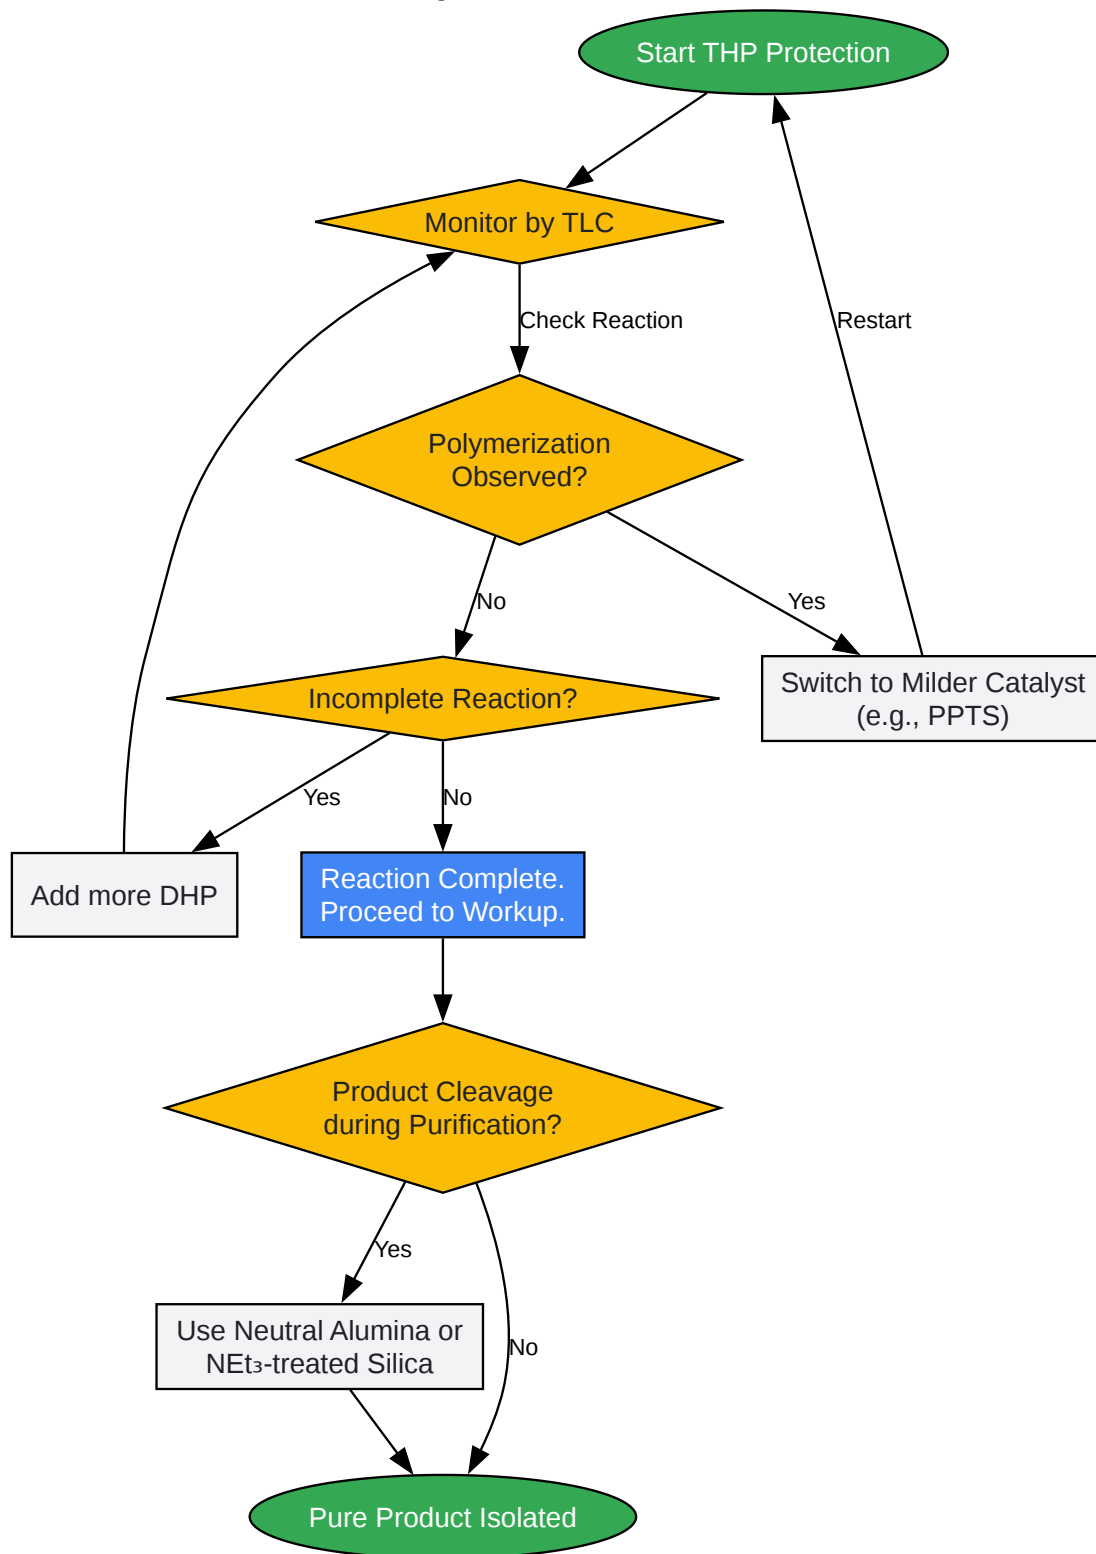 Start THP Protection
Monitor by TLC
Check Reaction
Restart
Polymerization
Observed?
No
Yes
Incomplete Reaction?
Switch to Milder Catalyst
(e.g., PPTS)
Yes
No
Add more DHP
Reaction Complete.
Proceed to Workup.
Product Cleavage
during Purification?
Yes
Use Neutral Alumina or
NEt₃-treated Silica
No
Pure Product Isolated